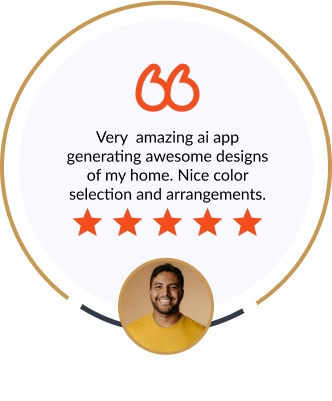 Very  amazing ai app
generating awesome designs
of my home. Nice color
selection and arrangements.